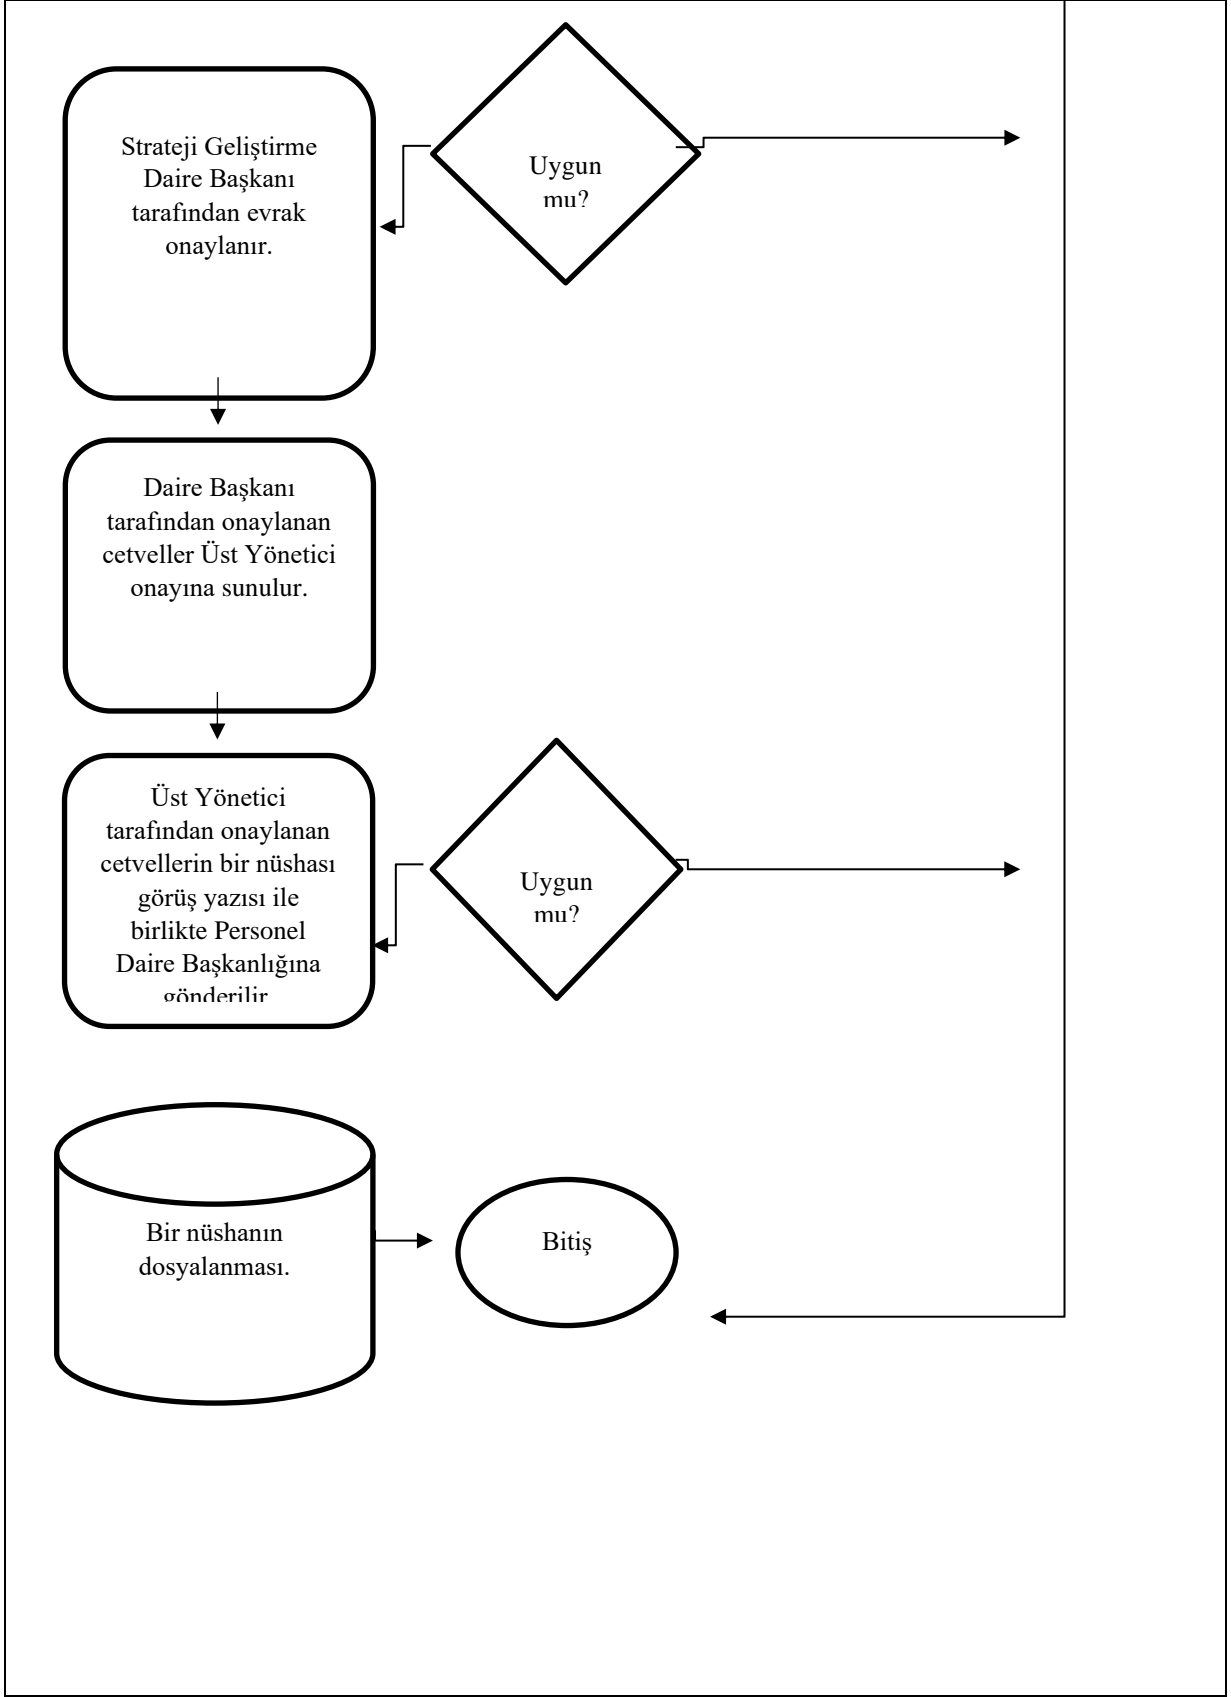 Strateji Geliştirme
Daire Başkanı
tarafından evrak
onaylanır.
Uygun
mu?
Daire Başkanı
tarafından onaylanan
cetveller Üst Yönetici
onayına sunulur.
Üst Yönetici
tarafından onaylanan
cetvellerin bir nüshası
görüş yazısı ile
birlikte Personel
Daire Başkanlığına
gönderilir
Uygun
mu?
Bir nüshanın
dosyalanması.
Bitiş